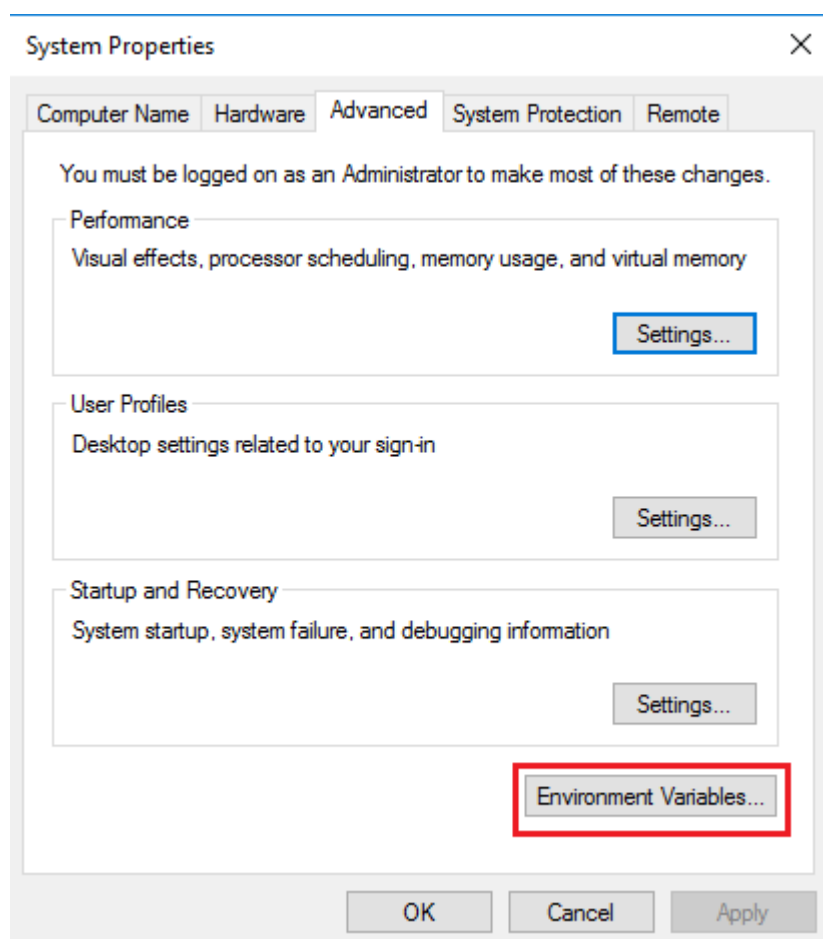 System Properties
Computer Name Hardware Advanced System Protection Remote
You must be logged on as an Administrator to make most of these changes.
Performance
Visual effects, processor scheduling, memory usage, and virtual memory
Settings...
User Profiles
Desktop settings related to your sign-in
Settings...
Startup and Recovery
System startup, system failure, and debugging information
Settings...
Environment Variables...
OK Cancel Apply